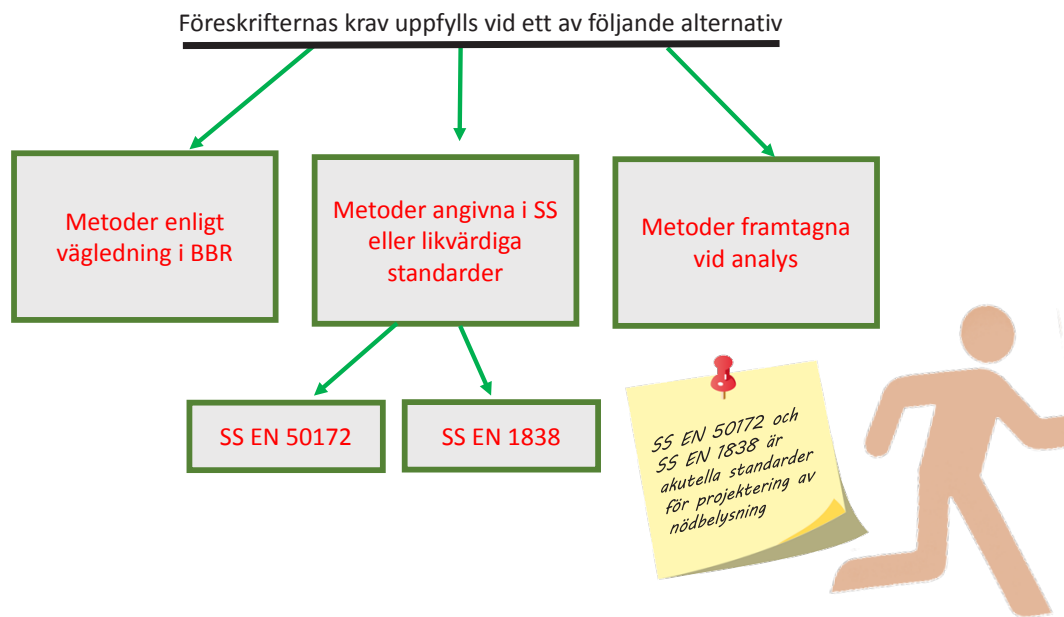 Föreskrifternas krav uppfylls vid ett av följande alternativ
Metoder enligt
vägledning i BBR
Metoder angivna i SS
eller likvärdiga
standarder
Metoder framtagna
vid analys
SS EN 50172
SS EN 1838
SS EN 50172 och
SS EN 1838 är
akutella standarder
för projektering av
nödbelysning